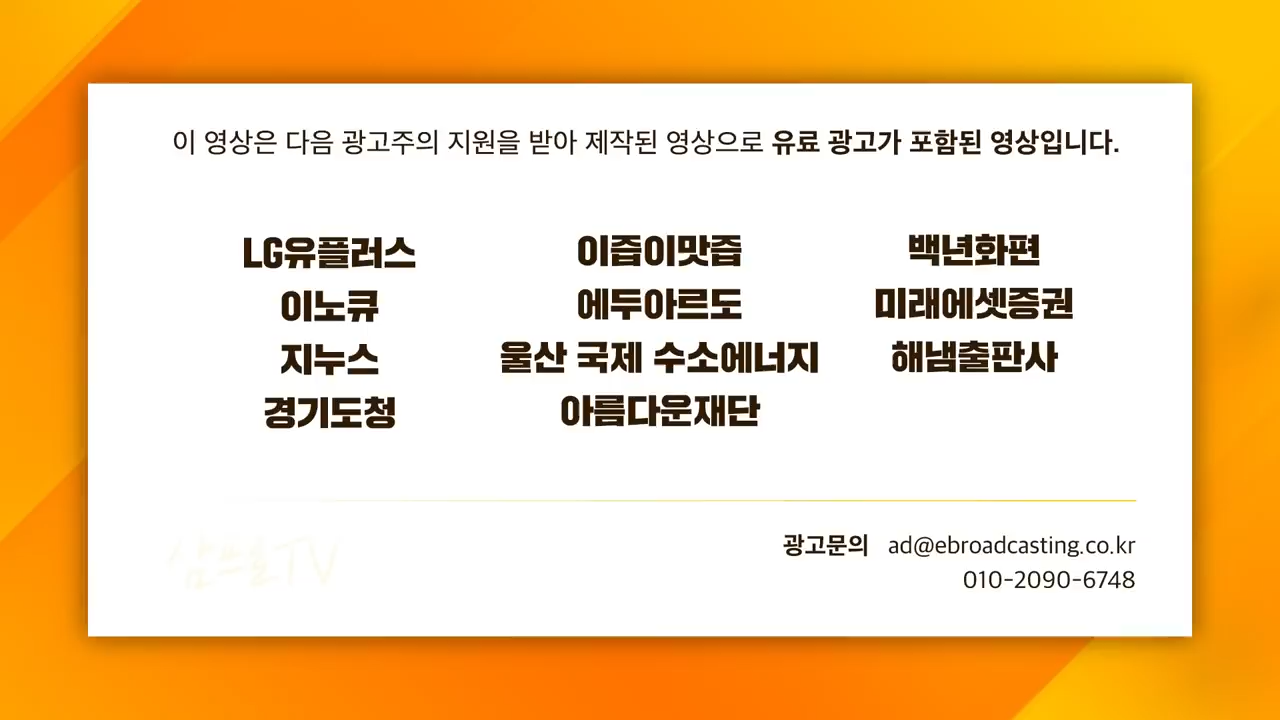 이 영상은 다음 광고주의 지원을 받아 제작된 영상으로 유료 광고가 포함된 영상입니다.
LG유플러스
이노큐
지누스
경기도청
이즙이맛즙
에두아르도
울산 국제 수소에너지
아름다운재단
백년화편
미래에셋증권
해냄출판사
삼프로TV
광고문의 ad@ebroadcasting.co.kr
010-2090-6748